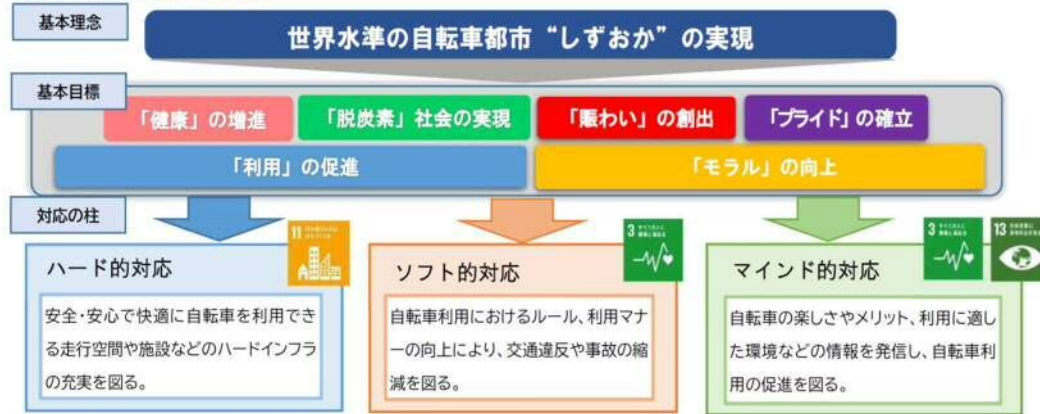 基本理念
世界水準の自転車都市“しずおか”の実現
基本目標
「健康」の増進
「脱炭素」社会の実現
「賑わい」の創出
「プライド」の確立
「利用」の促進
「モラル」の向上
対応の柱
11
ハード的対応
安全・安心で快適に自転車を利用でき
る走行空間や施設などのハードインフラ
の充実を図る。
3
ソフト的対応
自転車利用におけるルール、利用マナ
ーの向上により、交通違反や事故の縮
減を図る。
3
13
マインド的対応
自転車の楽しさやメリット、利用に適し
た環境などの情報を発信し、自転車利
用の促進を図る。